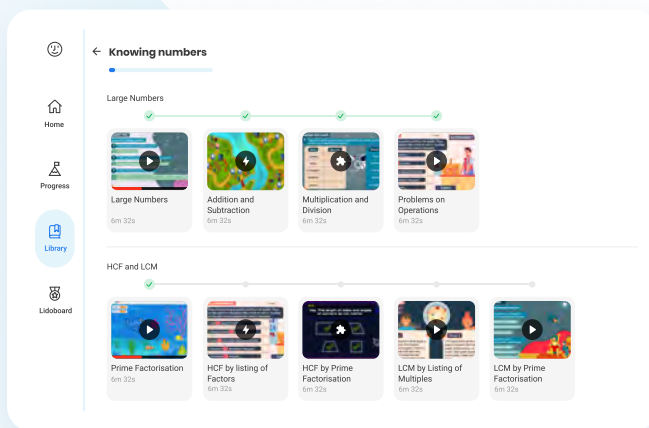 Knowing numbers
Home
Progress
Library
Lidoboard
Large Numbers
Large Numbers
6m 32s
Addition and
Subtraction
6m 32s
Multiplication and
Division
6m 32s
Problems on
Operations
6m 32s
HCF and LCM
Prime Factorisation
6m 32s
HCF by listing of
Factors
6m 32s
HCF by Prime
Factorisation
6m 32s
LCM by Listing of
Multiples
6m 32s
LCM by Prime
Factorisation
6m 32s